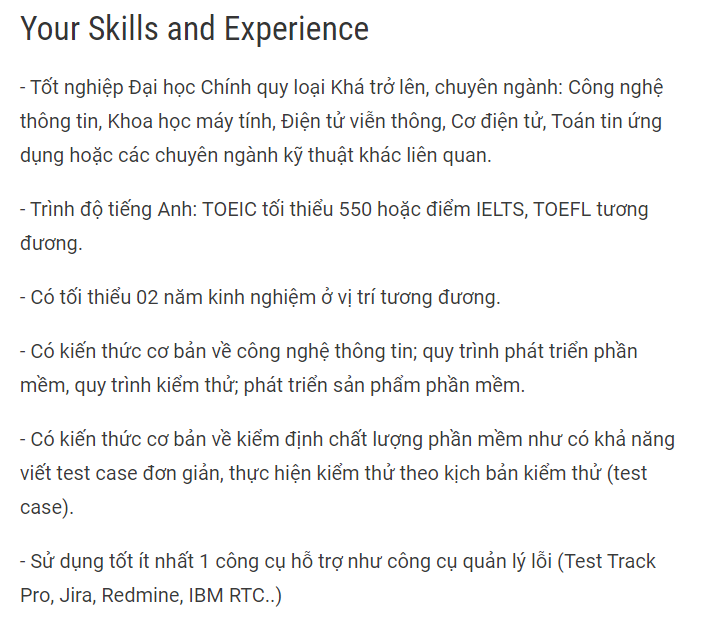 Your Skills and Experience
- Tốt nghiệp Đại học Chính quy loại Khá trở lên, chuyên ngành: Công nghệ
thông tin, Khoa học máy tính, Điện tử viễn thông, Cơ điện tử, Toán tin ứng
dụng hoặc các chuyên ngành kỹ thuật khác liên quan.
- Trình độ tiếng Anh: TOEIC tối thiểu 550 hoặc điểm IELTS, TOEFL tương
đương.
- Có tối thiểu 02 năm kinh nghiệm ở vị trí tương đương.
- Có kiến thức cơ bản về công nghệ thông tin; quy trình phát triển phần
mềm, quy trình kiểm thử; phát triển sản phẩm phần mềm.
- Có kiến thức cơ bản về kiểm định chất lượng phần mềm như có khả năng
viết test case đơn giản, thực hiện kiểm thử theo kịch bản kiểm thử (test
case).
- Sử dụng tốt ít nhất 1 công cụ hỗ trợ như công cụ quản lý lỗi (Test Track
Pro, Jira, Redmine, IBM RTC..)